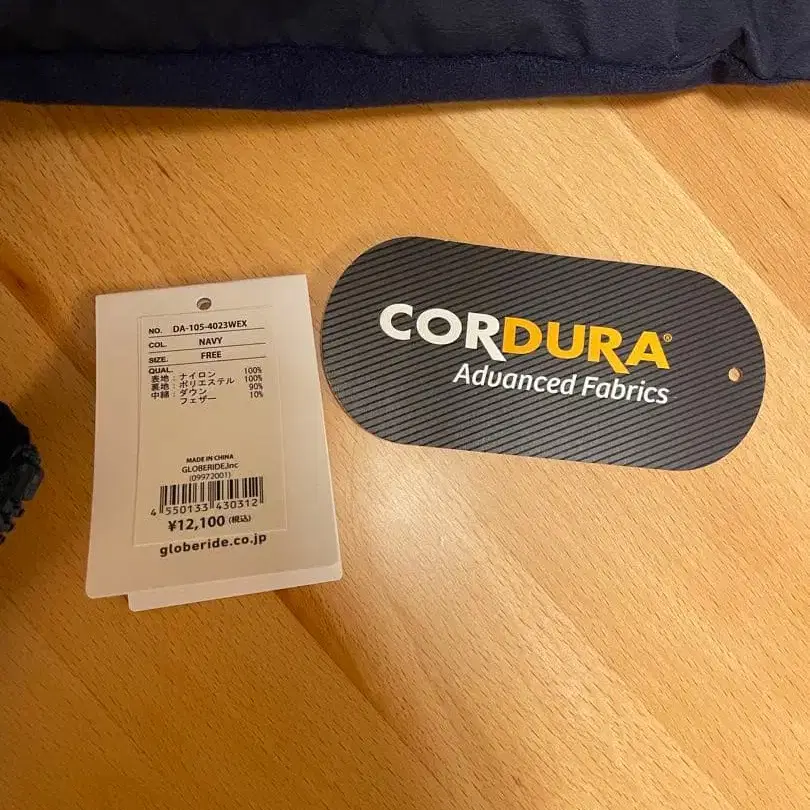 NO. DA-105-4023WEX
COL. NAVY
SIZE. FREE
QUAL.
表地:ナイロン 100%
裏地:ポリエステル 100%
中綿:ダウン 90%
フェザー 10%
MADE IN CHINA
GLOBERIDE,Inc
(09972001)
4 550133 430312
¥12,100 (税込)
globeride.co.jp
CORDURA®
Advanced Fabrics